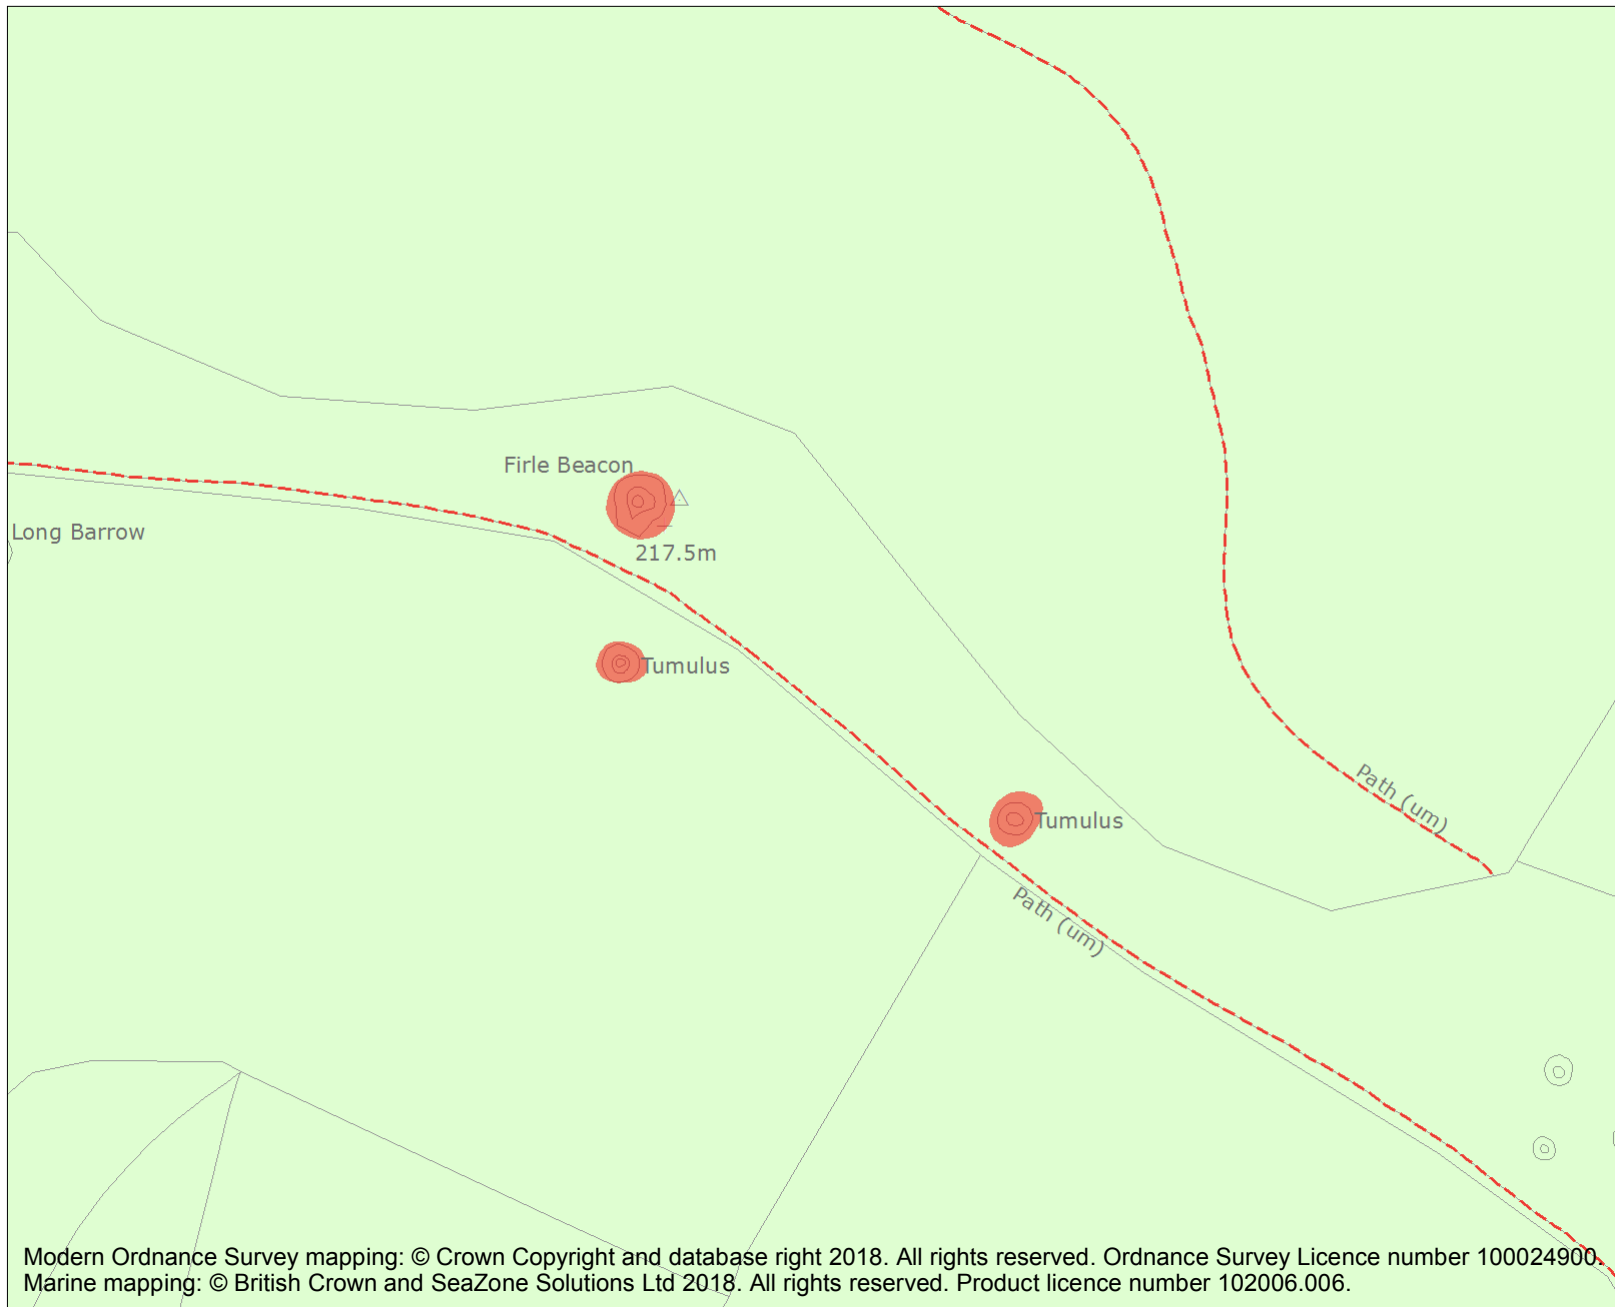 Firle Beacon
217.5m
Long Barrow
Tumulus
Path (um)
Tumulus
Path (um)
Modern Ordnance Survey mapping: © Crown Copyright and database right 2018. All rights reserved. Ordnance Survey Licence number 100024900.
Marine mapping: © British Crown and SeaZone Solutions Ltd 2018. All rights reserved. Product licence number 102006.006.